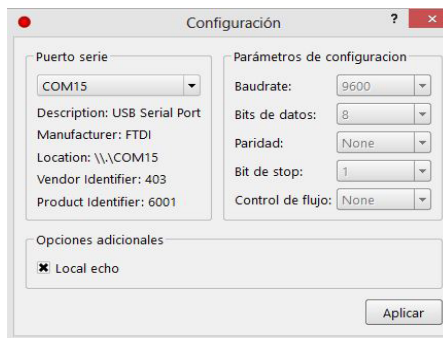 Configuración
?
Puerto serie
COM15
Description: USB Serial Port
Manufacturer: FTDI
Location: \\.\COM15
Vendor Identifier: 403
Product Identifier: 6001
Parámetros de configuracion
Baudrate: 9600
Bits de datos: 8
Paridad: None
Bit de stop: 1
Control de flujo: None
Opciones adicionales
Local echo
Aplicar